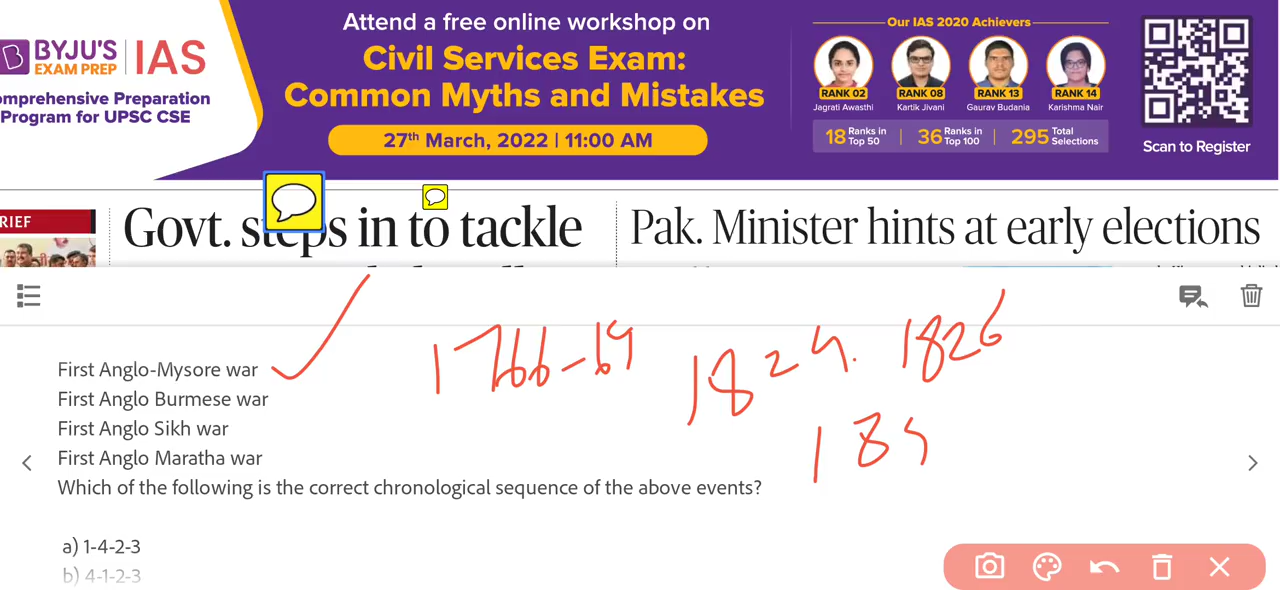 BYJU'S
EXAM PREP
IAS
omprehensive Preparation
Program for UPSC CSE
Attend a free online workshop on
Civil Services Exam:
Common Myths and Mistakes
27th March, 2022 | 11:00 AM
Our IAS 2020 Achievers
RANK 02 RANK 08 RANK 13 RANK 14
Jagrati Awasthi Kartik Jivani Gaurav Budania Karishma Nair
18 Ranks in Top 50 | 36 Ranks in Top 100 | 295 Total Selections
Scan to Register
RIEF
Govt. steps in to tackle
Pak. Minister hints at early elections
First Anglo-Mysore war
1766-69
1824. 1826
First Anglo Burmese war
First Anglo Sikh war
First Anglo Maratha war
Which of the following is the correct chronological sequence of the above events?
a) 1-4-2-3
b) 4-1-2-3